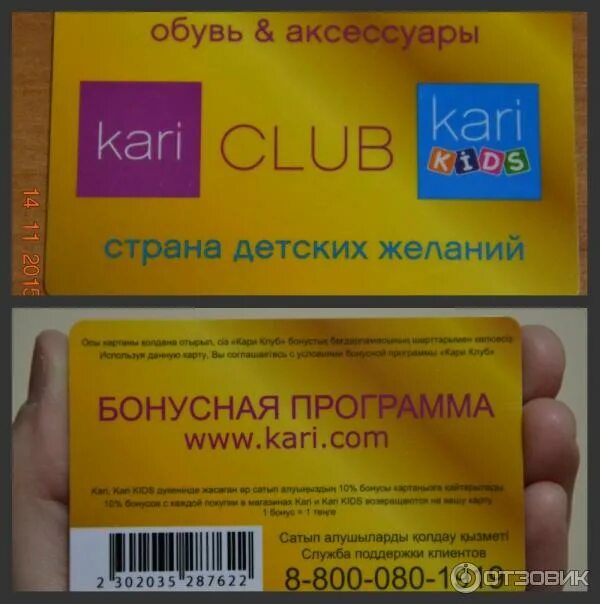 обувь & аксессуары
kari CLUB kari KiDS
страна детских желаний
14 11 2015
Осы картаны қолдана отырып, сіз «Кари Клуб» бонустық бағдарламасының шарттарымен келісесіз
Используя данную карту, Вы соглашаетесь с условиями бонусной программы «Кари Клуб»
БОНУСНАЯ ПРОГРАММА
www.kari.com
Kari, Kari KIDS дүкенінде жасаған әр сатып алуыңыздың 10% бонусы картаңызға қайтарылады
10% бонусов с каждой покупки в магазинах Kari и Kari KIDS возвращаются на вашу карту
1 бонус = 1 теңге
Сатып алушыларды қолдау қызметі
Служба поддержки клиентов
2 302035 287622
8-800-080-1
ОТЗОВИК